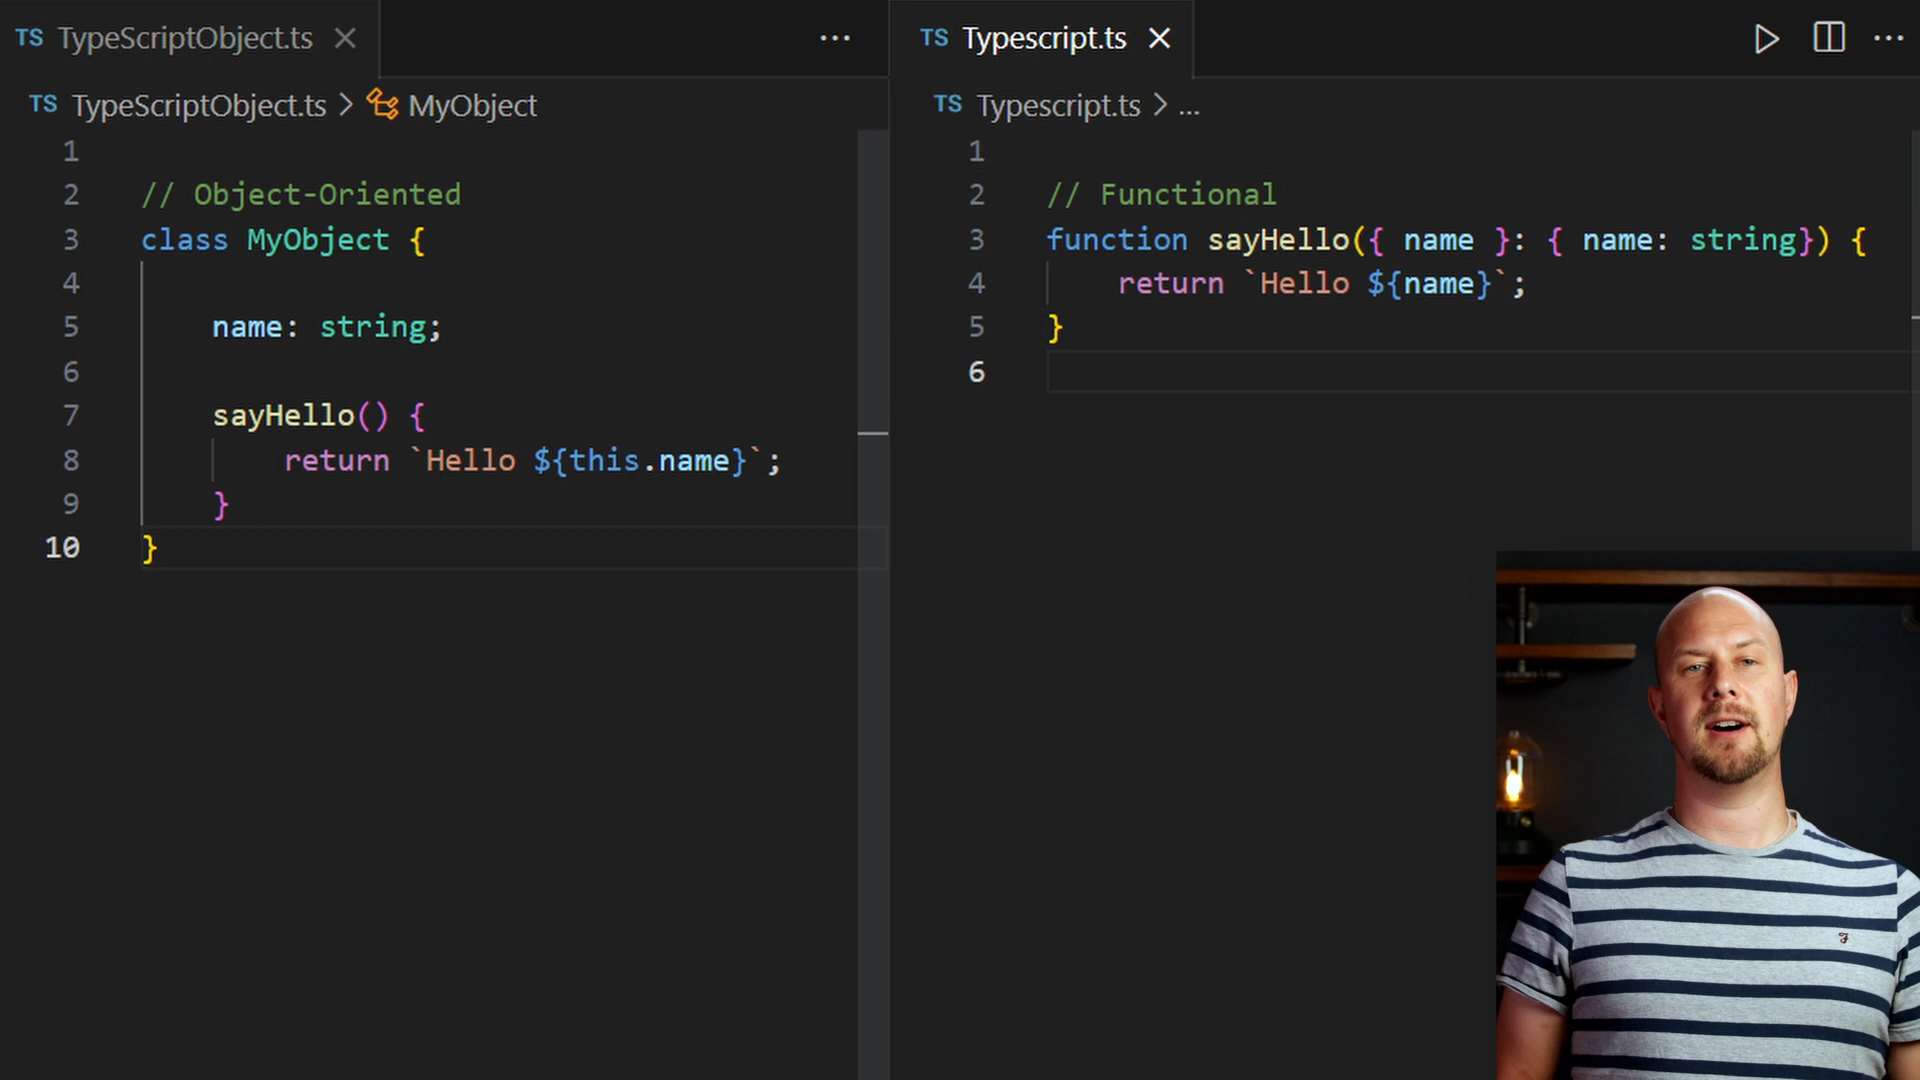 TS TypeScriptObject.ts
TS TypeScriptObject.ts > MyObject
1
2 // Object-Oriented
3 class MyObject {
4
5 name: string;
6
7 sayHello() {
8 return `Hello ${this.name}`;
9 }
10 }
TS Typescript.ts
TS Typescript.ts > ...
1
2 // Functional
3 function sayHello({ name }: { name: string}) {
4 return `Hello ${name}`;
5 }
6